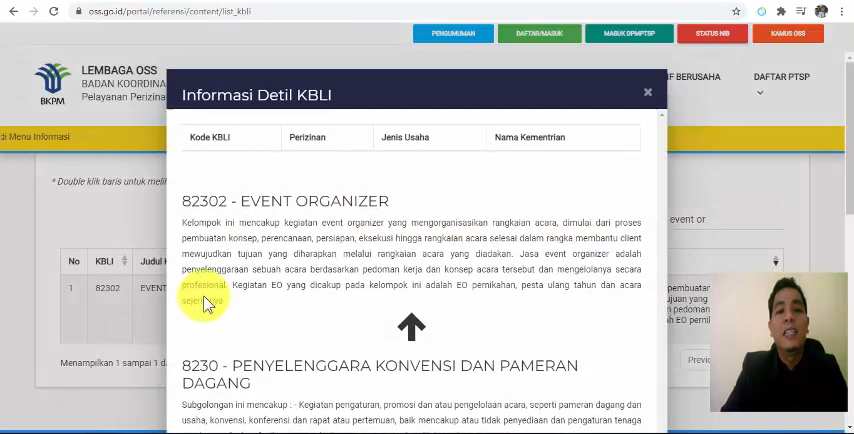 oss.go.id/portal/referensi/content/list_kbli
PENGUMUMAN
DAFTAR/MASUK
MASUK DPMPTSP
STATUS NIB
KAMUS OSS
BKPM
LEMBAGA OSS
BADAN KOORDINA
Pelayanan Perizina
IF BERUSAHA
DAFTAR PTSP
di Menu Informasi
Informasi Detil KBLI
×
Kode KBLI Perizinan Jenis Usaha Nama Kementrian
* Double klik baris untuk melih
event or
82302 - EVENT ORGANIZER
Kelompok ini mencakup kegiatan event organizer yang mengorganisasikan rangkaian acara, dimulai dari proses
pembuatan konsep, perencanaan, persiapan, eksekusi hingga rangkaian acara selesai dalam rangka membantu client
mewujudkan tujuan yang diharapkan melalui rangkaian acara yang diadakan. Jasa event organizer adalah
penyelenggaraan sebuah acara berdasarkan pedoman kerja dan konsep acara tersebut dan mengelolanya secara
profesional. Kegiatan EO yang dicakup pada kelompok ini adalah EO pernikahan, pesta ulang tahun dan acara
sejenisnya
No KBLI Judul K
1 82302 EVENT
pembuatan
tujuan yang
pedoman
ah EO perni
8230 - PENYELENGGARA KONVENSI DAN PAMERAN
DAGANG
Subgolongan ini mencakup : - Kegiatan pengaturan, promosi dan atau pengelolaan acara, seperti pameran dagang dan
usaha, konvensi, konferensi dan rapat atau pertemuan, baik mencakup atau tidak penyediaan dan pengaturan tenaga
Menampilkan 1 sampai 1 d
Previo